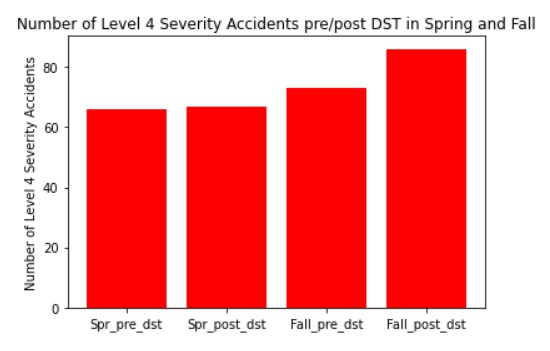 Number of Level 4 Severity Accidents pre/post DST in Spring and Fall
Number of Level 4 Severity Accidents
80
60
40
20
0
Spr_pre_dst Spr_post_dst Fall_pre_dst Fall_post_dst